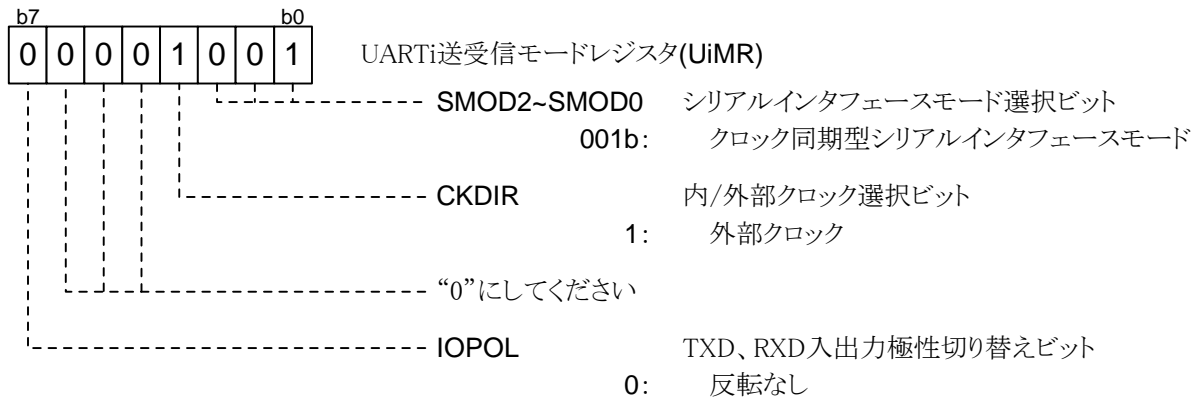 b7 b0
0 0 0 0 1 0 0 1 UARTi送受信モードレジスタ(UiMR)
SMOD2~SMOD0 シリアルインタフェースモード選択ビット
001b: クロック同期型シリアルインタフェースモード
CKDIR 内/外部クロック選択ビット
1: 外部クロック
“0”にしてください
IOPOL TXD、RXD入出力極性切り替えビット
0: 反転なし